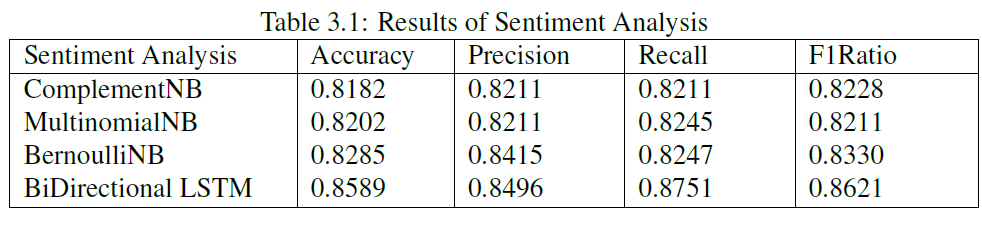 Table 3.1: Results of Sentiment Analysis
Sentiment Analysis Accuracy Precision Recall F1Ratio
ComplementNB 0.8182 0.8211 0.8211 0.8228
MultinomialNB 0.8202 0.8211 0.8245 0.8211
BernoulliNB 0.8285 0.8415 0.8247 0.8330
BiDirectional LSTM 0.8589 0.8496 0.8751 0.8621